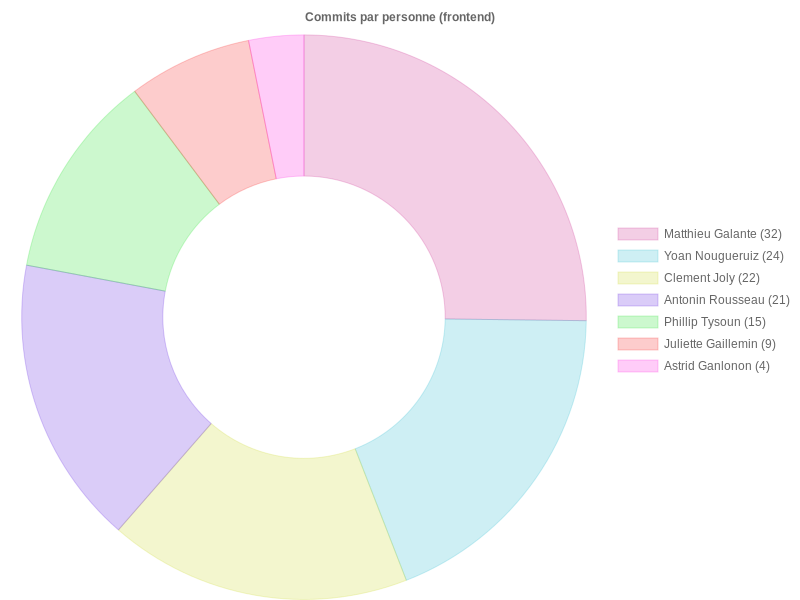 Commits par personne (frontend)
Matthieu Galante (32)
Yoan Nougueruiz (24)
Clement Joly (22)
Antonin Rousseau (21)
Phillip Tysoun (15)
Juliette Gaillemin (9)
Astrid Ganlonon (4)